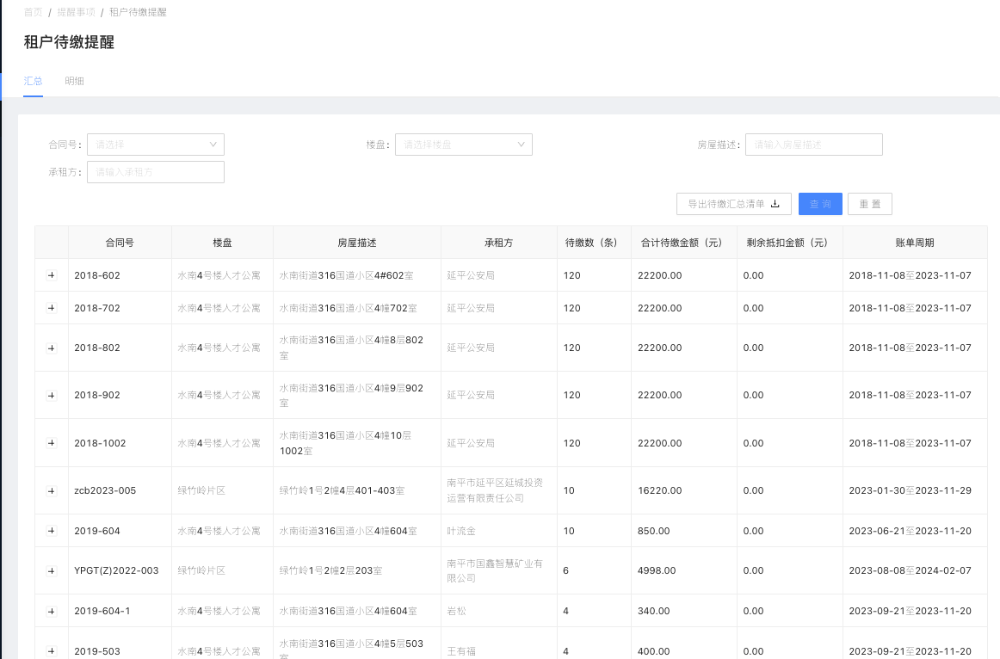 首页 / 提醒事项 / 租户待缴提醒
租户待缴提醒
汇总 明细
合同号： 请选择 楼盘： 请选择楼盘 房屋描述： 请输入房屋描述
承租方： 请输入承租方
导出待缴汇总清单 查 询 重 置
合同号 楼盘 房屋描述 承租方 待缴数（条） 合计待缴金额（元） 剩余抵扣金额（元） 账单周期
+ 2018-602 水南4号楼人才公寓 水南街道316国道小区4#602室 延平公安局 120 22200.00 0.00 2018-11-08至2023-11-07
+ 2018-702 水南4号楼人才公寓 水南街道316国道小区4幢702室 延平公安局 120 22200.00 0.00 2018-11-08至2023-11-07
+ 2018-802 水南4号楼人才公寓 水南街道316国道小区4幢8层802
室 延平公安局 120 22200.00 0.00 2018-11-08至2023-11-07
+ 2018-902 水南4号楼人才公寓 水南街道316国道小区4幢9层902
室 延平公安局 120 22200.00 0.00 2018-11-08至2023-11-07
+ 2018-1002 水南4号楼人才公寓 水南街道316国道小区4幢10层
1002室 延平公安局 120 22200.00 0.00 2018-11-08至2023-11-07
+ zcb2023-005 绿竹岭片区 绿竹岭1号2幢4层401-403室 南平市延平区延城投资
运营有限责任公司 10 16220.00 0.00 2023-01-30至2023-11-29
+ 2019-604 水南4号楼人才公寓 水南街道316国道小区4幢604室 叶流金 10 850.00 0.00 2023-06-21至2023-11-20
+ YPGT(Z)2022-003 绿竹岭片区 绿竹岭1号2幢2层203室 南平市国鑫智慧矿业有
限公司 6 4998.00 0.00 2023-08-08至2024-02-07
+ 2019-604-1 水南4号楼人才公寓 水南街道316国道小区4幢604室 岩松 4 340.00 0.00 2023-09-21至2023-11-20
+ 2019-503 水南4号楼人才公寓 水南街道316国道小区4幢5层503
室 王有福 4 400.00 0.00 2023-09-21至2023-11-20